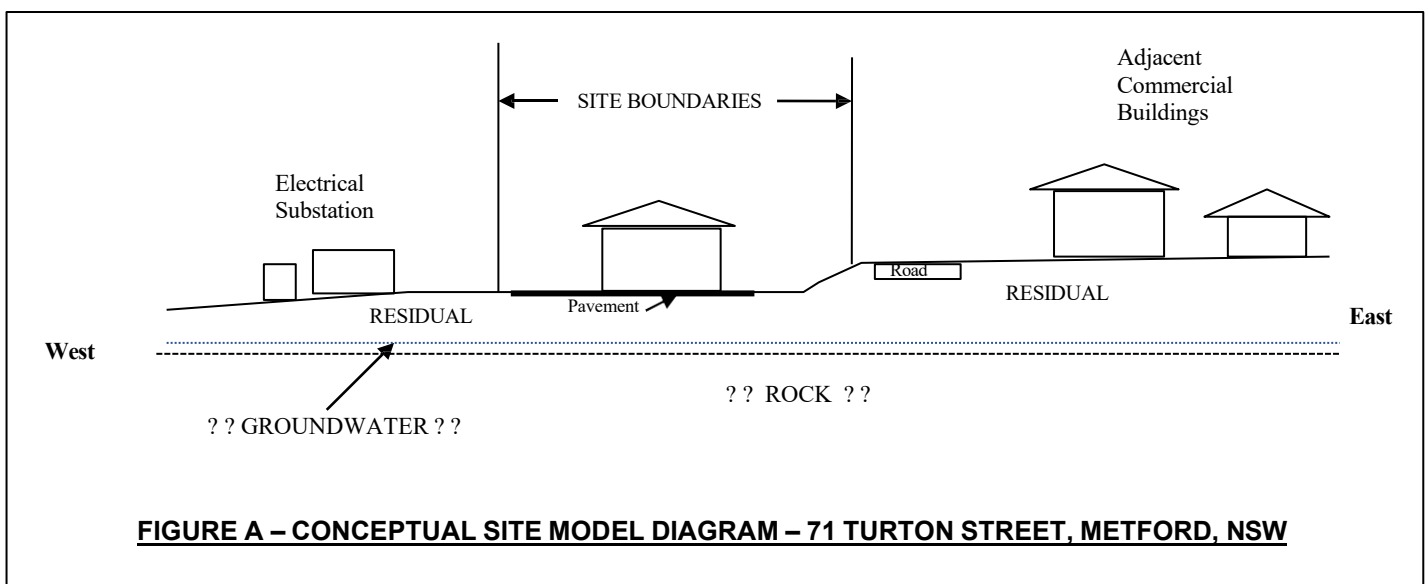 Adjacent
Commercial
Buildings
SITE BOUNDARIES
Electrical
Substation
Road
RESIDUAL
Pavement
RESIDUAL
East
West
? ? ROCK ? ?
? ? GROUNDWATER ? ?
FIGURE A – CONCEPTUAL SITE MODEL DIAGRAM – 71 TURTON STREET, METFORD, NSW